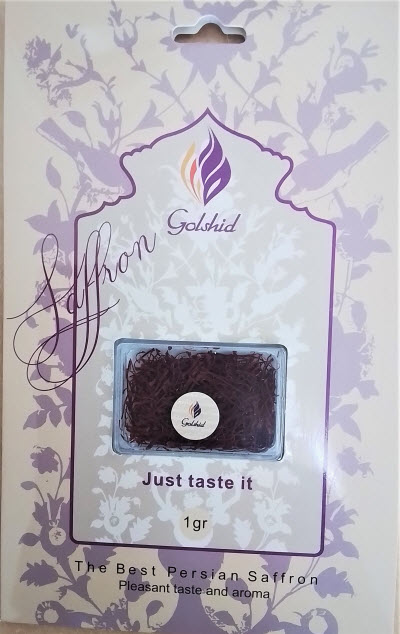 Golshid
Saffron
Golshid
Just taste it
1gr
The Best Persian Saffron
Pleasant taste and aroma